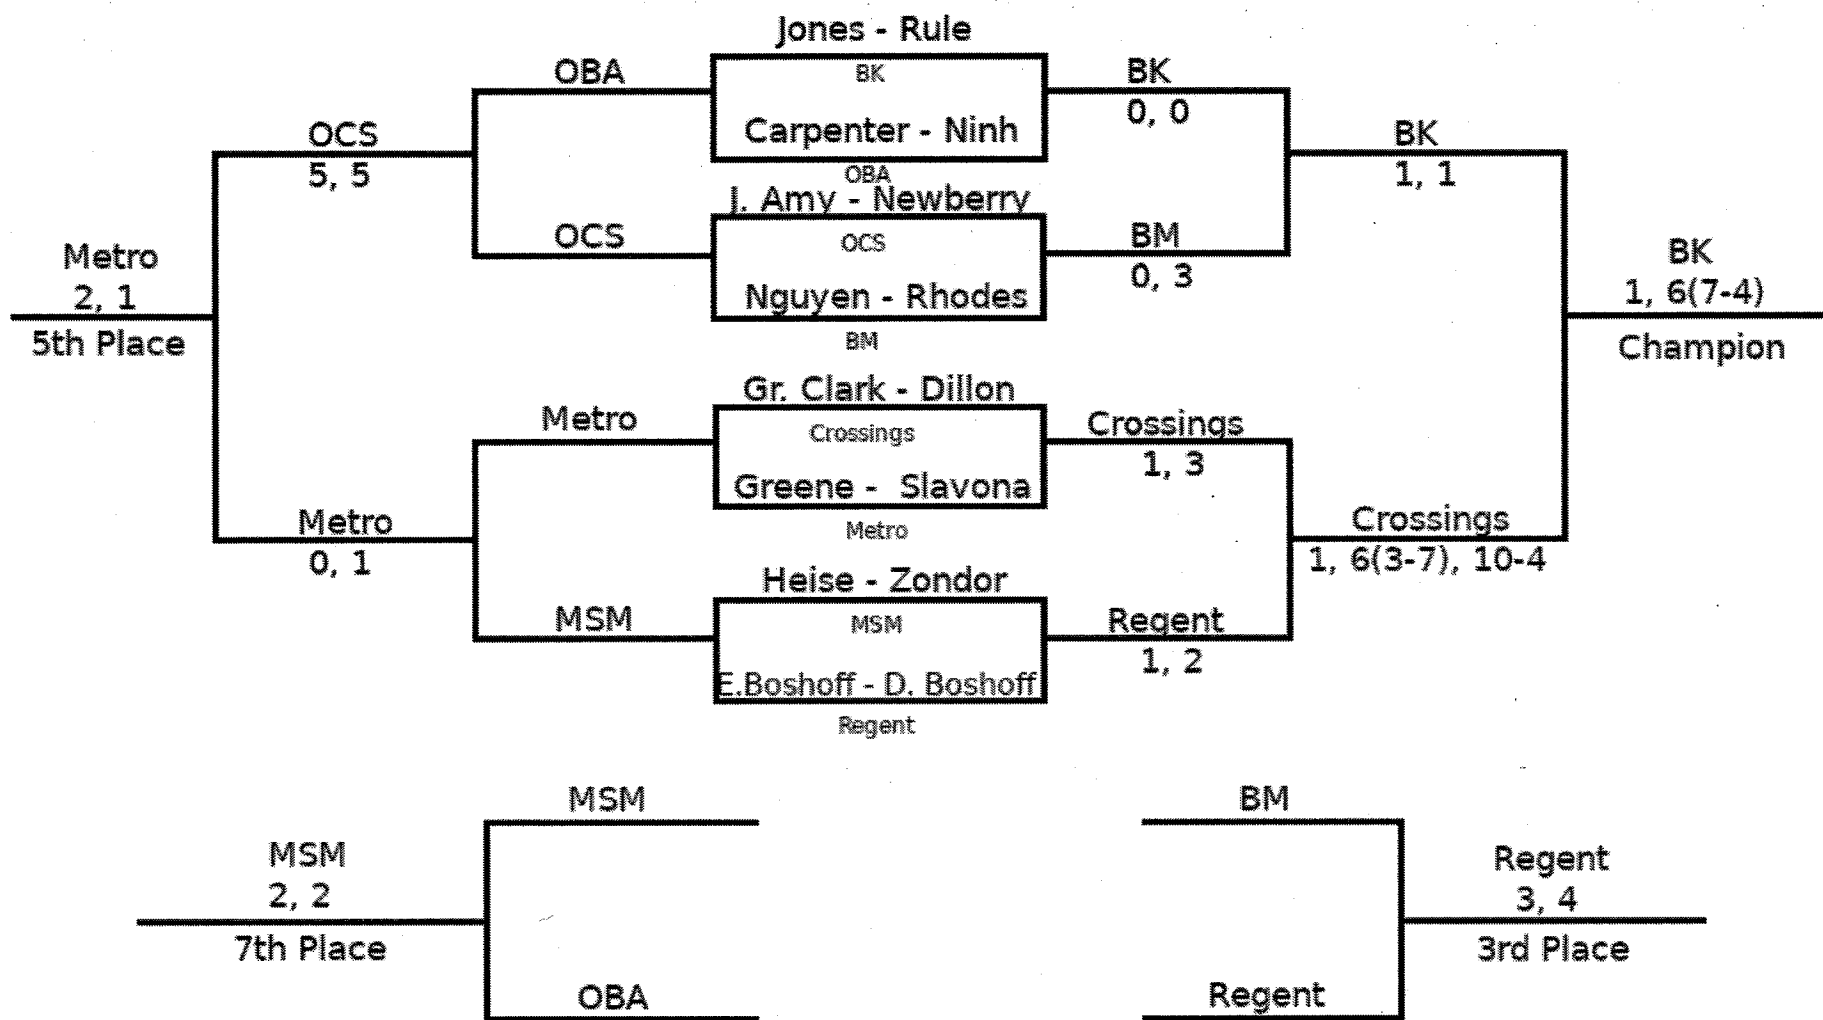 Jones - Rule
OBA
BK
BK
0, 0
OCS
5, 5
Carpenter - Ninh
BK
1, 1
OBA
J. Amy - Newberry
OCS
OCS
BM
0, 3
Metro
2, 1
5th Place
Nguyen - Rhodes
BM
BK
1, 6(7-4)
Champion
Gr. Clark - Dillon
Metro
Crossings
Crossings
1, 3
Greene - Slavona
Metro
Metro
0, 1
Crossings
1, 6(3-7), 10-4
Heise - Zondor
MSM
MSM
Regent
1, 2
E.Boshoff - D. Boshoff
Regent
MSM
BM
MSM
2, 2
7th Place
Regent
3, 4
3rd Place
OBA
Regent